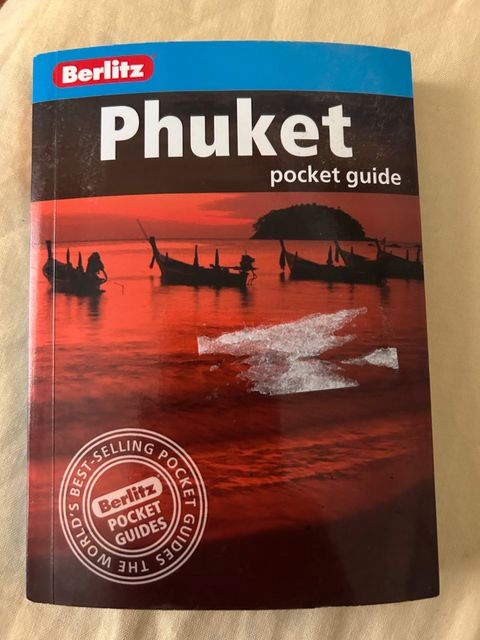 Berlitz
Phuket
pocket guide
THE WORLD'S BEST-SELLING POCKET GUIDES
Berlitz
POCKET
GUIDES